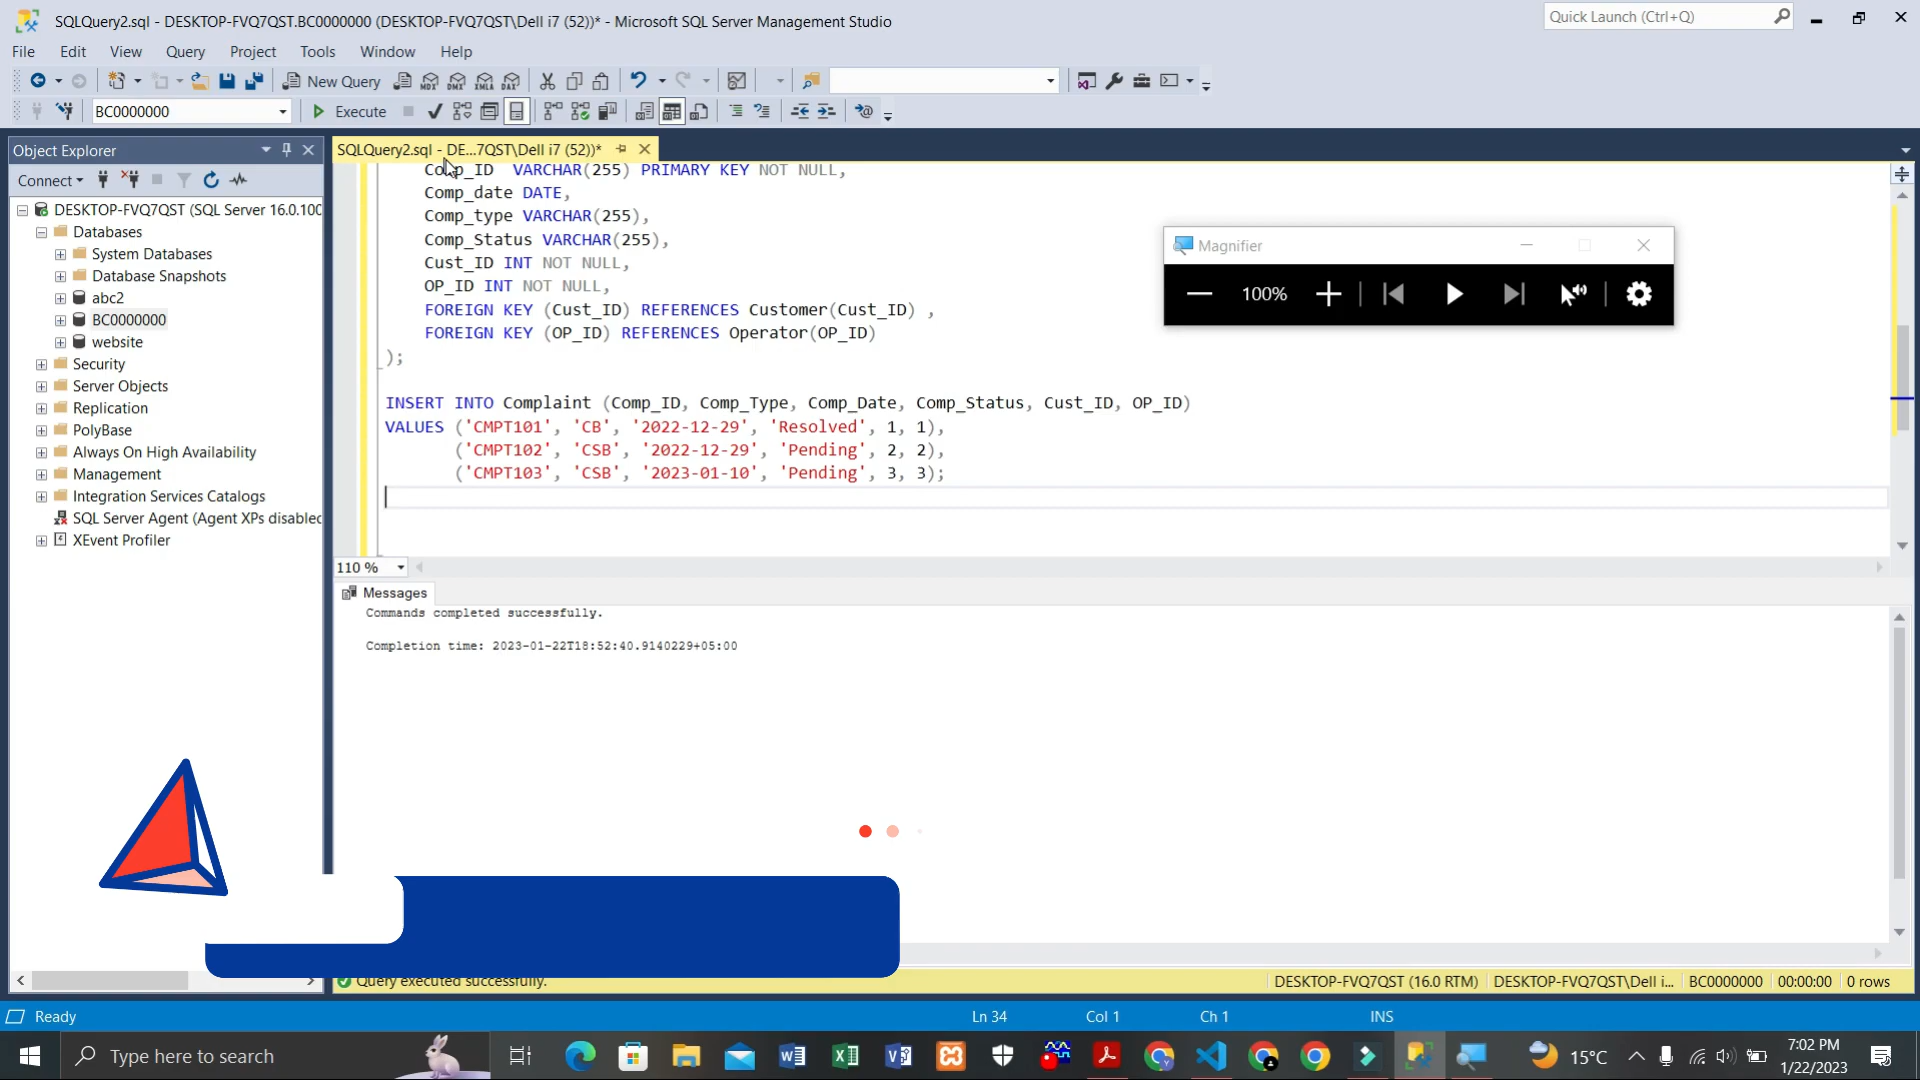 SQLQuery2.sql - DESKTOP-FVQ7QST.BC0000000 (DESKTOP-FVQ7QST\Dell i7 (52))* - Microsoft SQL Server Management Studio
Quick Launch (Ctrl+Q)
File Edit View Query Project Tools Window Help
New Query MDX DMX XMLA DAX
BC0000000 Execute
Object Explorer
Connect
DESKTOP-FVQ7QST (SQL Server 16.0.100
Databases
System Databases
Database Snapshots
abc2
BC0000000
website
Security
Server Objects
Replication
PolyBase
Always On High Availability
Management
Integration Services Catalogs
SQL Server Agent (Agent XPs disabled
XEvent Profiler
SQLQuery2.sql - DE...7QST\Dell i7 (52))*
Comp_ID VARCHAR(255) PRIMARY KEY NOT NULL,
Comp_date DATE,
Comp_type VARCHAR(255),
Comp_Status VARCHAR(255),
Cust_ID INT NOT NULL,
OP_ID INT NOT NULL,
FOREIGN KEY (Cust_ID) REFERENCES Customer(Cust_ID) ,
FOREIGN KEY (OP_ID) REFERENCES Operator(OP_ID)
);
INSERT INTO Complaint (Comp_ID, Comp_Type, Comp_Date, Comp_Status, Cust_ID, OP_ID)
VALUES ('CMPT101', 'CB', '2022-12-29', 'Resolved', 1, 1),
('CMPT102', 'CSB', '2022-12-29', 'Pending', 2, 2),
('CMPT103', 'CSB', '2023-01-10', 'Pending', 3, 3);
Magnifier
100%
110 %
Messages
Commands completed successfully.
Completion time: 2023-01-22T18:52:40.9140229+05:00
Query executed successfully.
DESKTOP-FVQ7QST (16.0 RTM) DESKTOP-FVQ7QST\Dell i... BC0000000 00:00:00 0 rows
Ready Ln 34 Col 1 Ch 1 INS
Type here to search
15°C
7:02 PM
1/22/2023